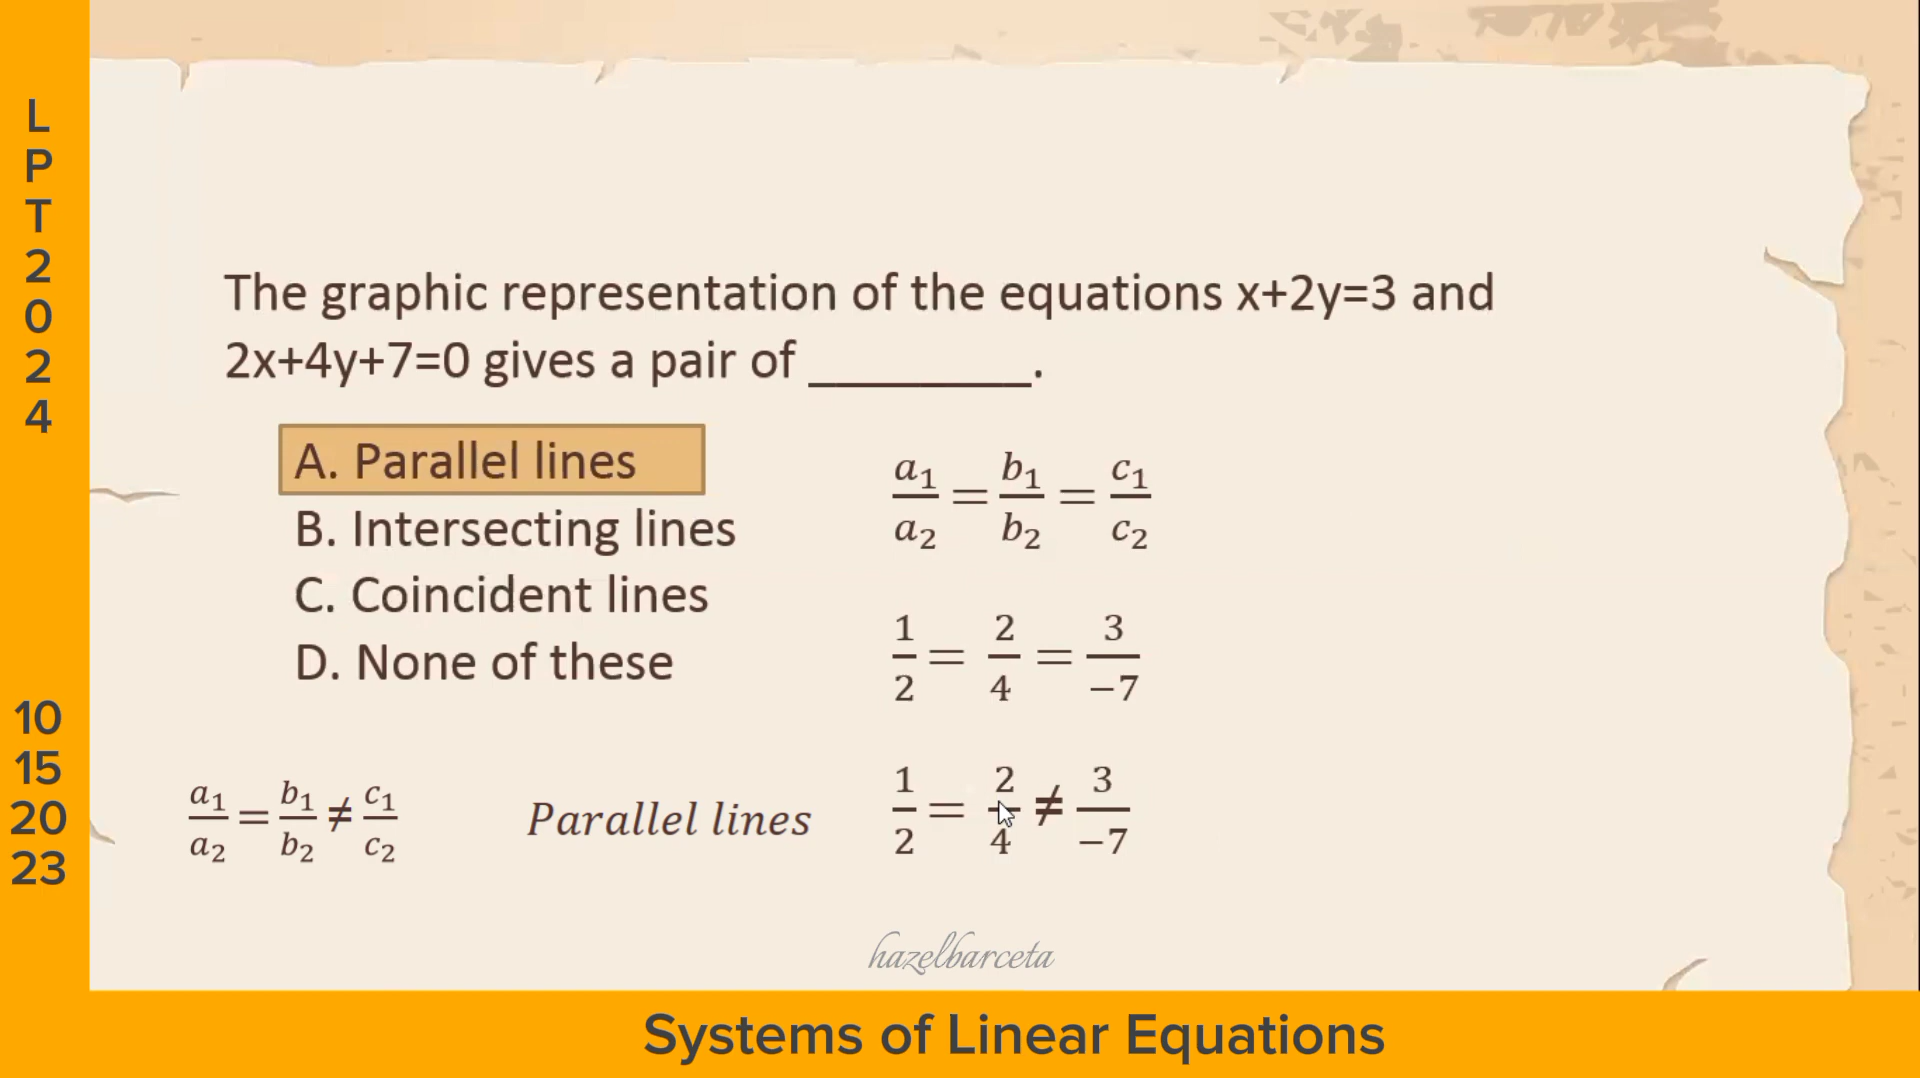 L
P
T
2
0
2
4
10
15
20
23
The graphic representation of the equations x+2y=3 and
2x+4y+7=0 gives a pair of ________.
A. Parallel lines
B. Intersecting lines
C. Coincident lines
D. None of these
a₁/a₂ = b₁/b₂ = c₁/c₂
1/2 = 2/4 = 3/−7
a₁/a₂ = b₁/b₂ ≠ c₁/c₂
Parallel lines
1/2 = 2/4 ≠ 3/−7
hazelbarceta
Systems of Linear Equations